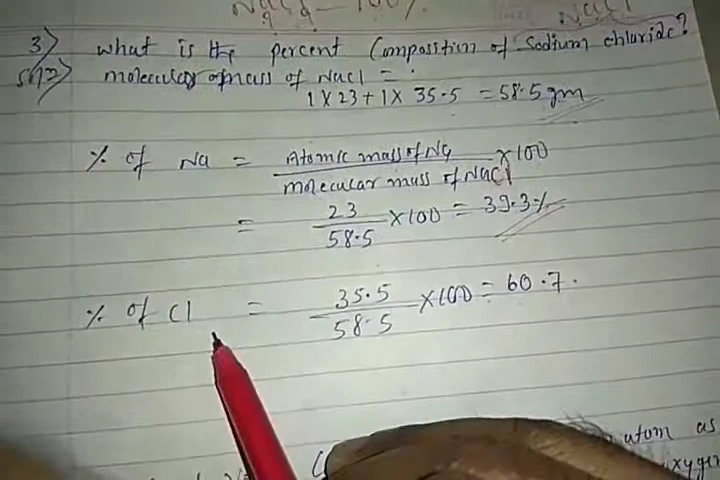 NaCl
3) what is the percent Composition of Sodium chloride?
molecular mass of NaCl =
1 X 23 + 1 X 35.5 = 58.5 gm
% of Na = Atomic mass of Na X 100
molecular mass of NaCl
= 23 X 100 = 39.3%
58.5
% of Cl = 35.5 X 100 = 60.7.
58.5
atom as